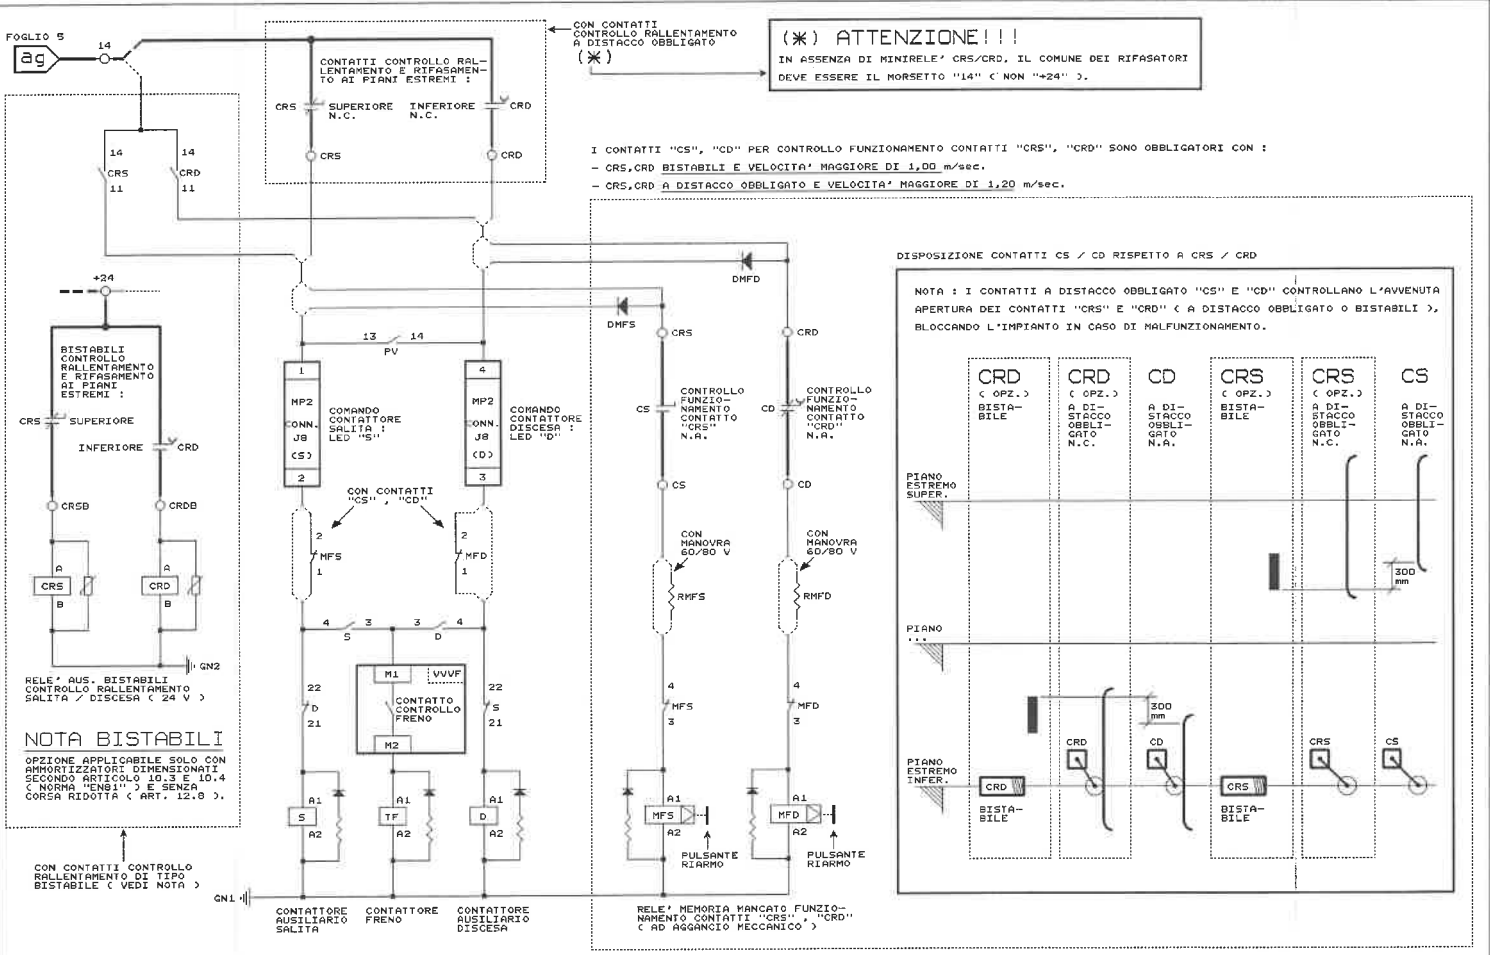 FOGLIO 5
ag
14
CON CONTATTI
CONTROLLO RALLENTAMENTO
A DISTACCO OBBLIGATO
(*)
(*) ATTENZIONE!!!
IN ASSENZA DI MINIRELE' CRS/CRD, IL COMUNE DEI RIFASATORI
DEVE ESSERE IL MORSETTO "14" ( NON "+24" ).
CONTATTI CONTROLLO RAL-
LENTAMENTO E RIFASAMEN-
TO AI PIANI ESTREMI :
CRS
SUPERIORE
N.C.
INFERIORE
N.C.
CRD
CRS
CRD
14
CRS
11
14
CRD
11
I CONTATTI "CS", "CD" PER CONTROLLO FUNZIONAMENTO CONTATTI "CRS", "CRD" SONO OBBLIGATORI CON :
- CRS,CRD BISTABILI E VELOCITA' MAGGIORE DI 1,00 m/sec.
- CRS,CRD A DISTACCO OBBLIGATO E VELOCITA' MAGGIORE DI 1,20 m/sec.
+24
BISTABILI
CONTROLLO
RALLENTAMENTO
E RIFASAMENTO
AI PIANI
ESTREMI :
CRS
SUPERIORE
INFERIORE
CRD
CRSB
CRDB
A
CRS
B
A
CRD
B
GN2
RELE' AUS. BISTABILI
CONTROLLO RALLENTAMENTO
SALITA / DISCESA ( 24 V )
NOTA BISTABILI
OPZIONE APPLICABILE SOLO CON
AMMORTIZZATORI DIMENSIONATI
SECONDO ARTICOLO 10.3 E 10.4
( NORMA "EN81" ) E SENZA
CORSA RIDOTTA ( ART. 12.8 ).
CON CONTATTI CONTROLLO
RALLENTAMENTO DI TIPO
BISTABILE ( VEDI NOTA )
DMFD
DMFS
13
14
PV
1
MP2
CONN.
J8
(S)
2
COMANDO
CONTATTORE
SALITA :
LED "S"
4
MP2
CONN.
J8
(D)
3
COMANDO
CONTATTORE
DISCESA :
LED "D"
CON CONTATTI
"CS" , "CD"
2
MFS
1
2
MFD
1
4
3
S
3
4
D
M1
VVVF
CONTATTO
CONTROLLO
FRENO
M2
22
D
21
22
S
21
A1
S
A2
A1
TF
A2
A1
D
A2
GN1
CONTATTORE
AUSILIARIO
SALITA
CONTATTORE
FRENO
CONTATTORE
AUSILIARIO
DISCESA
CRS
CRD
CS
CONTROLLO
FUNZIO-
NAMENTO
CONTATTO
"CRS"
N.A.
CD
CONTROLLO
FUNZIO-
NAMENTO
CONTATTO
"CRD"
N.A.
CS
CD
CON
MANOVRA
60/80 V
CON
MANOVRA
60/80 V
RMFS
RMFD
4
MFS
3
4
MFD
3
A1
MFS
A2
A1
MFD
A2
PULSANTE
RIARMO
PULSANTE
RIARMO
RELE' MEMORIA MANCATO FUNZIO-
NAMENTO CONTATTI "CRS" , "CRD"
( AD AGGANCIO MECCANICO )
DISPOSIZIONE CONTATTI CS / CD RISPETTO A CRS / CRD
NOTA : I CONTATTI A DISTACCO OBBLIGATO "CS" E "CD" CONTROLLANO L'AVVENUTA
APERTURA DEI CONTATTI "CRS" E "CRD" ( A DISTACCO OBBLIGATO O BISTABILI ),
BLOCCANDO L'IMPIANTO IN CASO DI MALFUNZIONAMENTO.
CRD
( OPZ.)
BISTA-
BILE
CRD
( OPZ.)
A DI-
STACCO
OBBLI-
GATO
N.C.
CD
A DI-
STACCO
OBBLI-
GATO
N.A.
CRS
( OPZ.)
BISTA-
BILE
CRS
( OPZ.)
A DI-
STACCO
OBBLI-
GATO
N.C.
CS
A DI-
STACCO
OBBLI-
GATO
N.A.
PIANO
ESTREMO
SUPER.
300
mm
PIANO
...
300
mm
PIANO
ESTREMO
INFER.
CRD
BISTA-
BILE
CRD
CD
CRS
BISTA-
BILE
CRS
CS